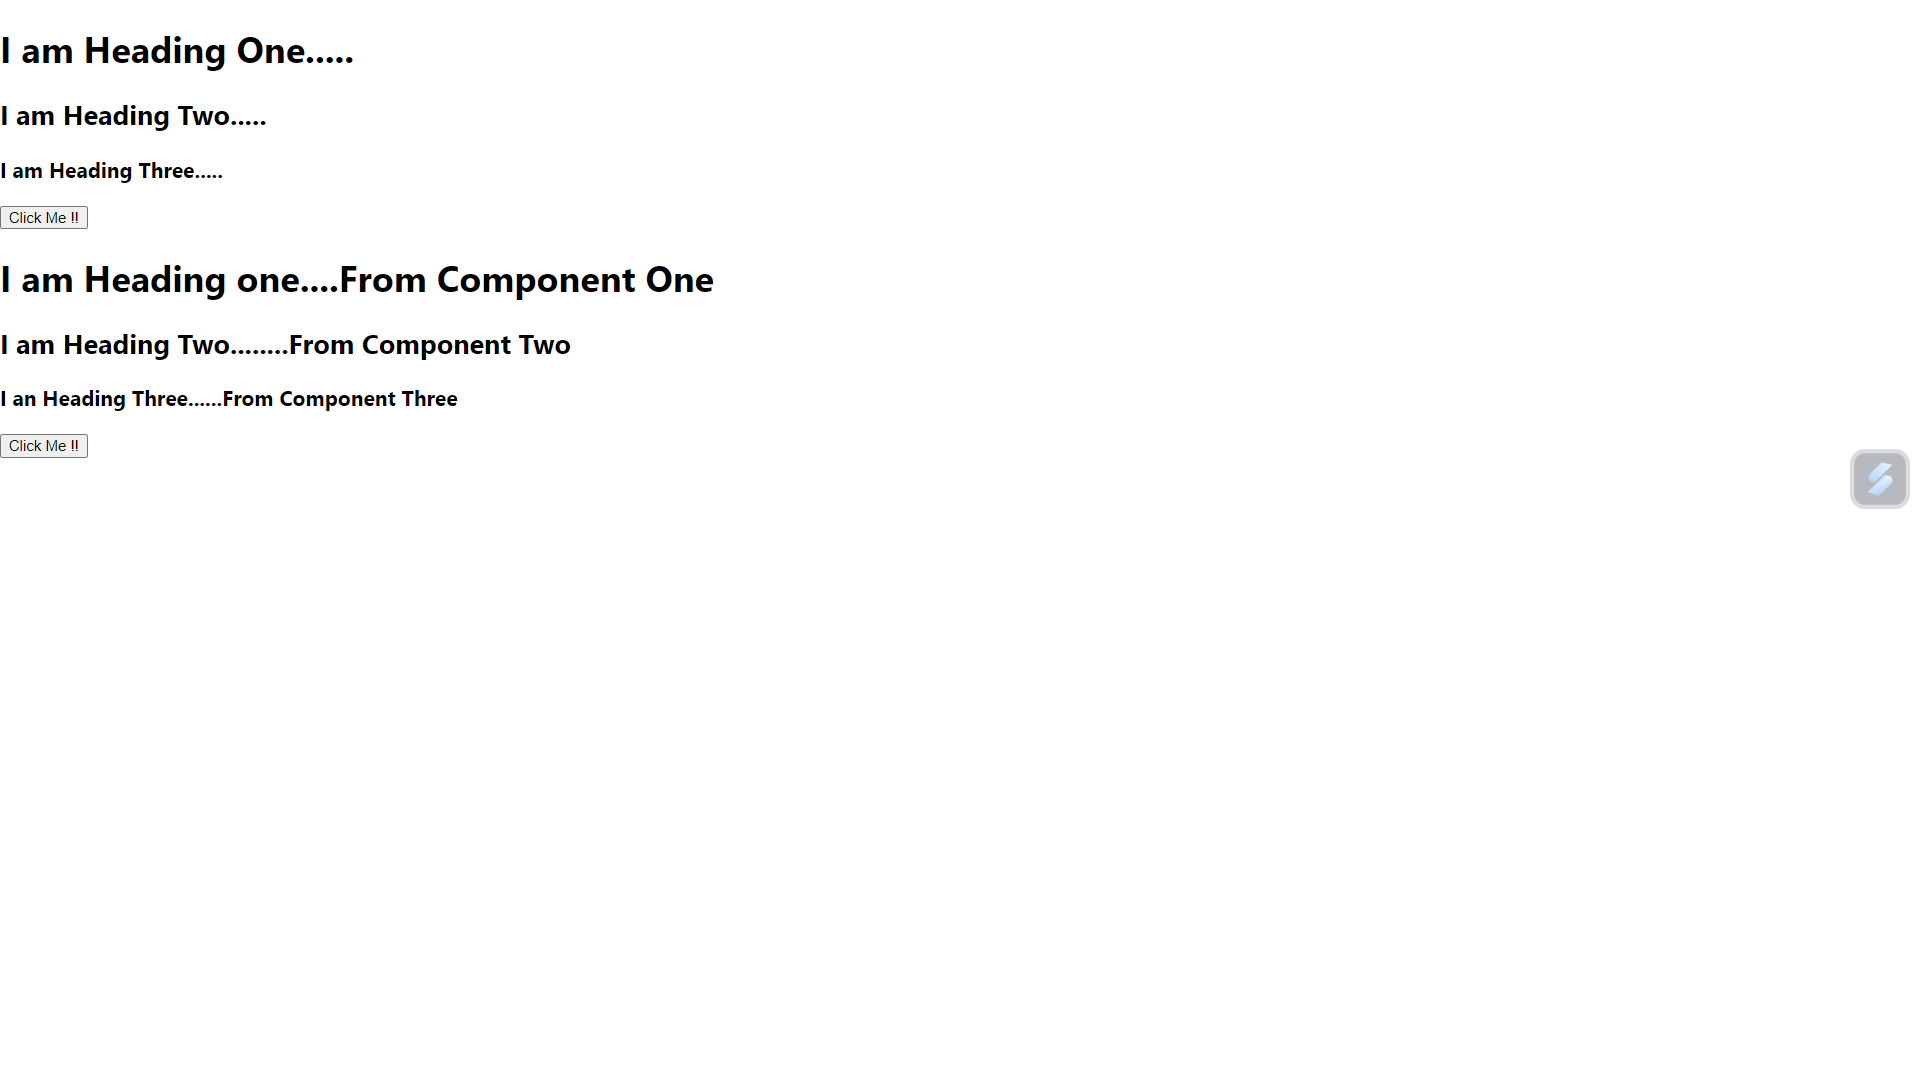 I am Heading One.....
I am Heading Two.....
I am Heading Three.....
Click Me !!
I am Heading one....From Component One
I am Heading Two........From Component Two
I an Heading Three......From Component Three
Click Me !!